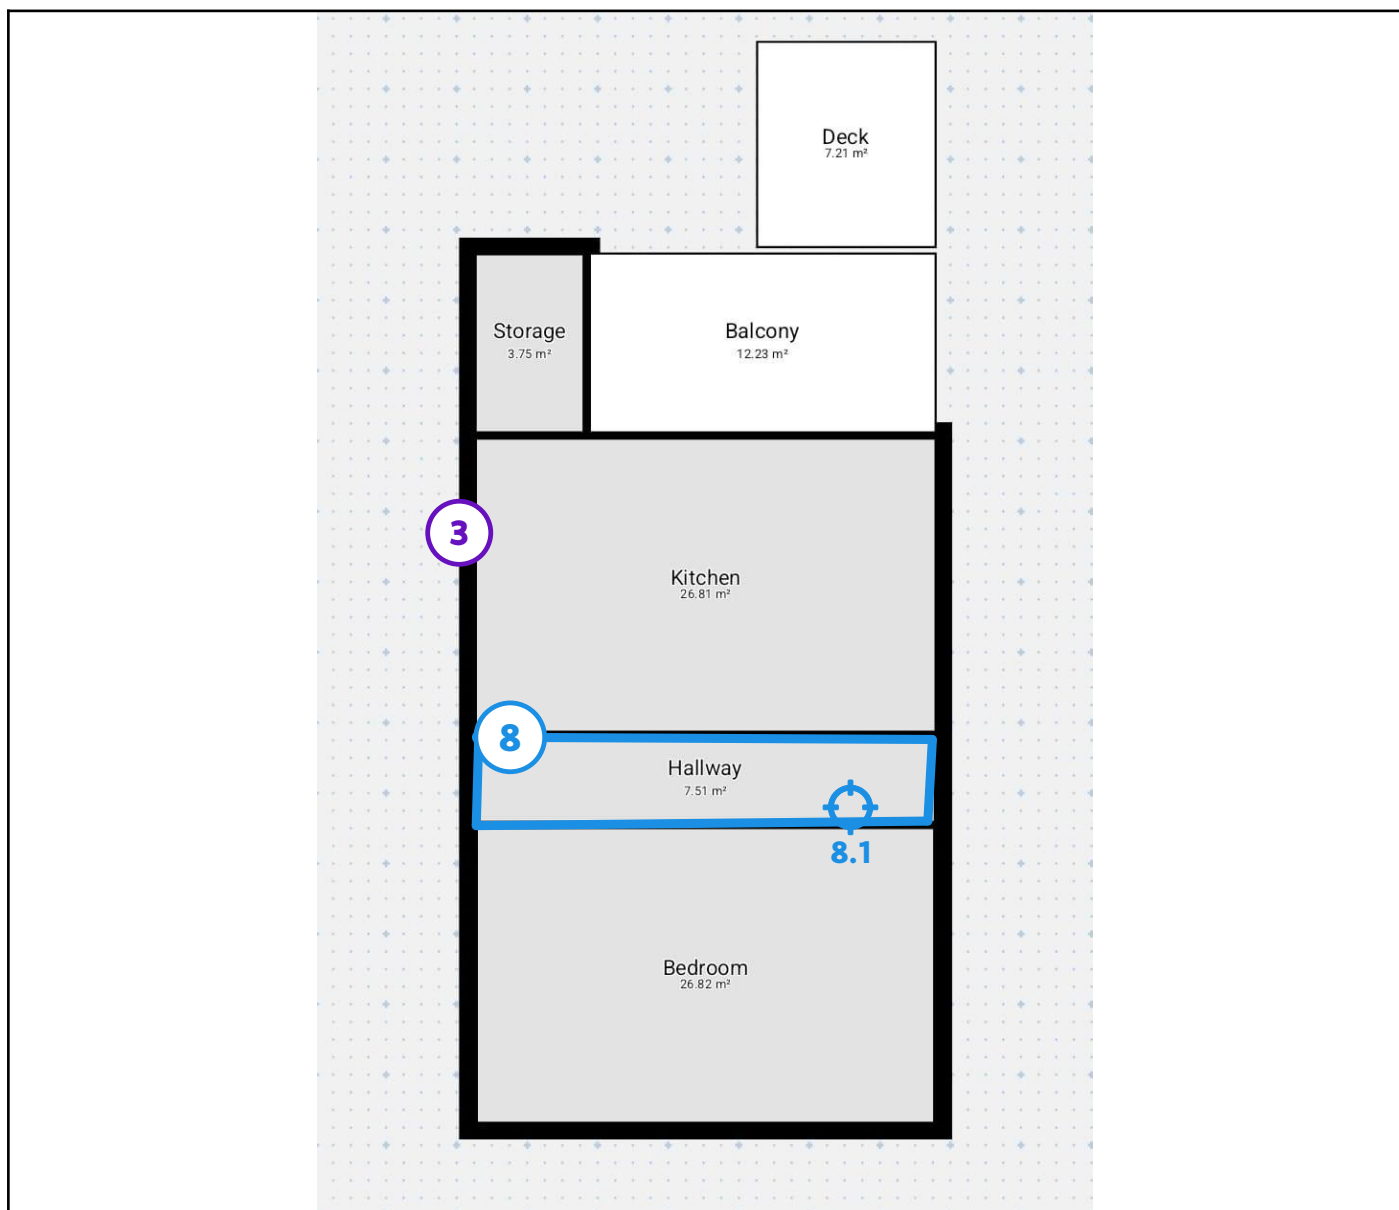 Deck
7.21 m²
Storage
3.75 m²
Balcony
12.23 m²
3
Kitchen
26.81 m²
8
Hallway
7.51 m²
8.1
Bedroom
26.82 m²